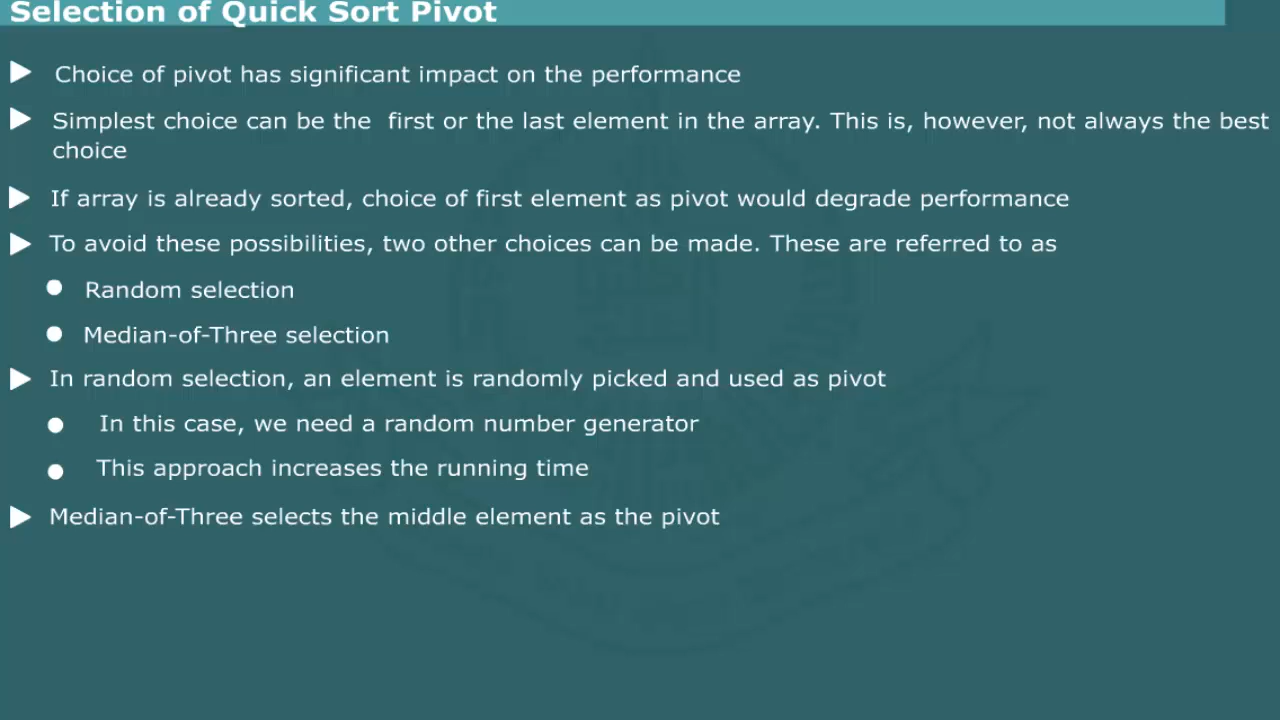 Selection of Quick Sort Pivot
Choice of pivot has significant impact on the performance
Simplest choice can be the first or the last element in the array. This is, however, not always the best
choice
If array is already sorted, choice of first element as pivot would degrade performance
To avoid these possibilities, two other choices can be made. These are referred to as
Random selection
Median-of-Three selection
In random selection, an element is randomly picked and used as pivot
In this case, we need a random number generator
This approach increases the running time
Median-of-Three selects the middle element as the pivot